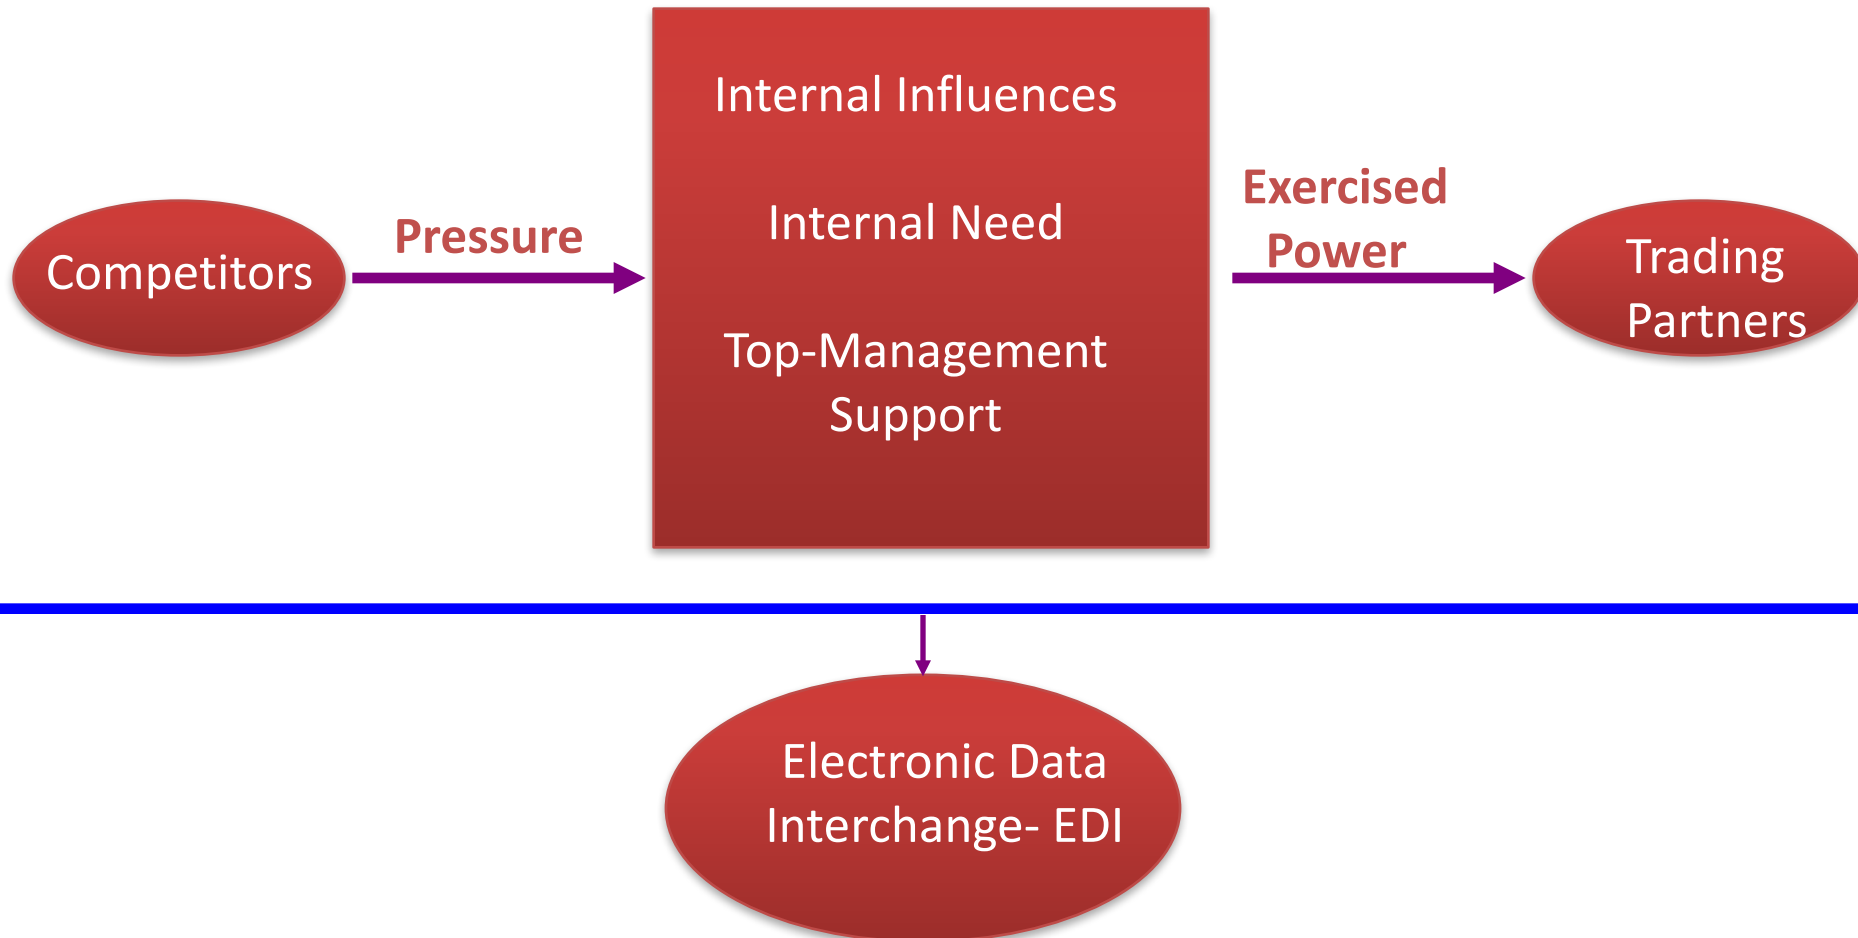 Competitors
Pressure
Internal Influences
Internal Need
Top-Management
Support
Exercised
Power
Trading
Partners
Electronic Data
Interchange- EDI